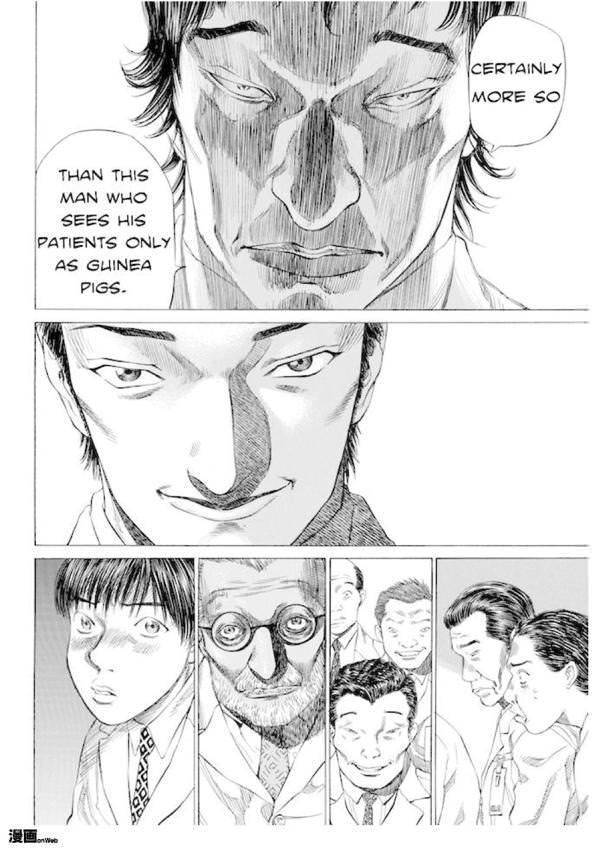 CERTAINLY
MORE SO
THAN THIS
MAN WHO
SEES HIS
PATIENTS ONLY
AS GUINEA
PIGS.
漫画onWeb